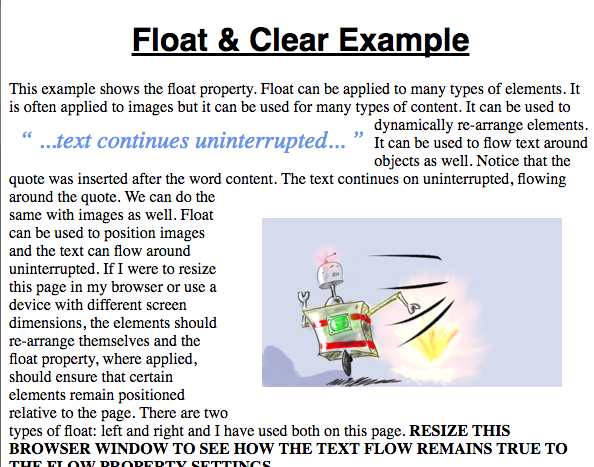 Float & Clear Example
This example shows the float property. Float can be applied to many types of elements. It
is often applied to images but it can be used for many types of content. It can be used to
“ ...text continues uninterrupted... ”
dynamically re-arrange elements.
It can be used to flow text around
objects as well. Notice that the
quote was inserted after the word content. The text continues on uninterrupted, flowing
around the quote. We can do the
same with images as well. Float
can be used to position images
and the text can flow around
uninterrupted. If I were to resize
this page in my browser or use a
device with different screen
dimensions, the elements should
re-arrange themselves and the
float property, where applied,
should ensure that certain
elements remain positioned
relative to the page. There are two
types of float: left and right and I have used both on this page. RESIZE THIS
BROWSER WINDOW TO SEE HOW THE TEXT FLOW REMAINS TRUE TO
THE FLOW PROPERTY SETTINGS